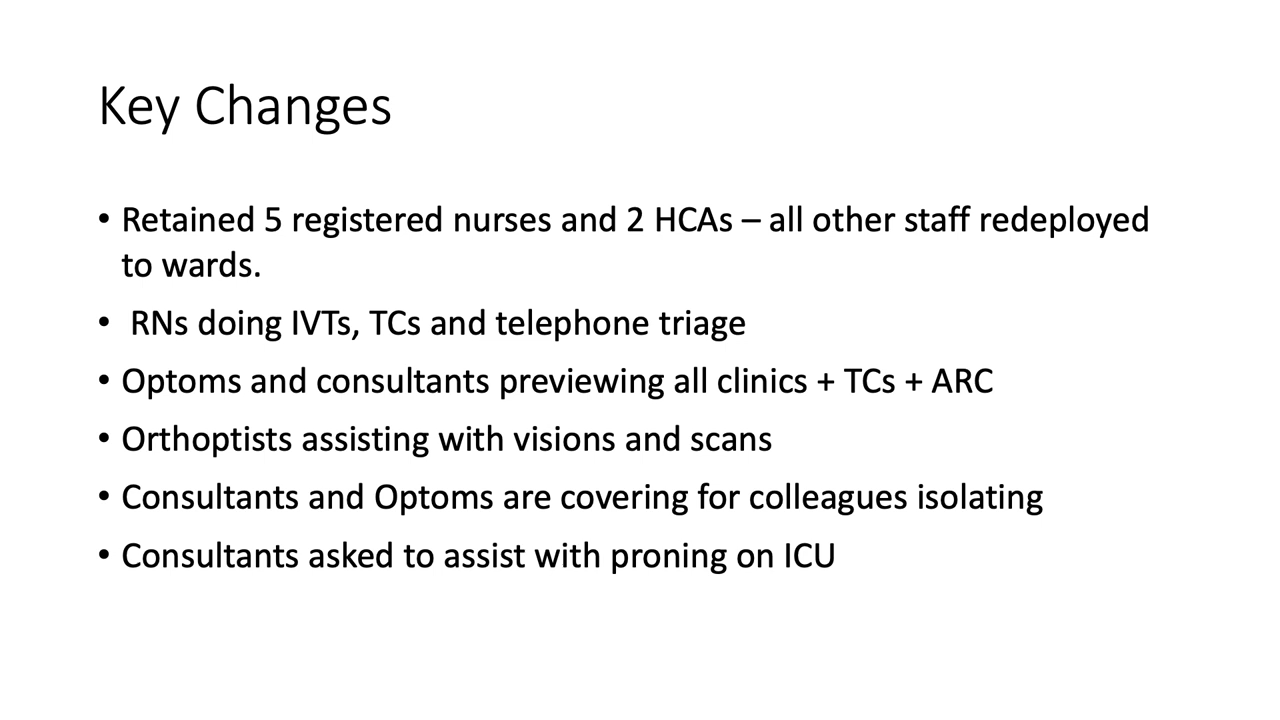 Key Changes
• Retained 5 registered nurses and 2 HCAs – all other staff redeployed
to wards.
• RNs doing IVTs, TCs and telephone triage
• Optoms and consultants previewing all clinics + TCs + ARC
• Orthoptists assisting with visions and scans
• Consultants and Optoms are covering for colleagues isolating
• Consultants asked to assist with proning on ICU